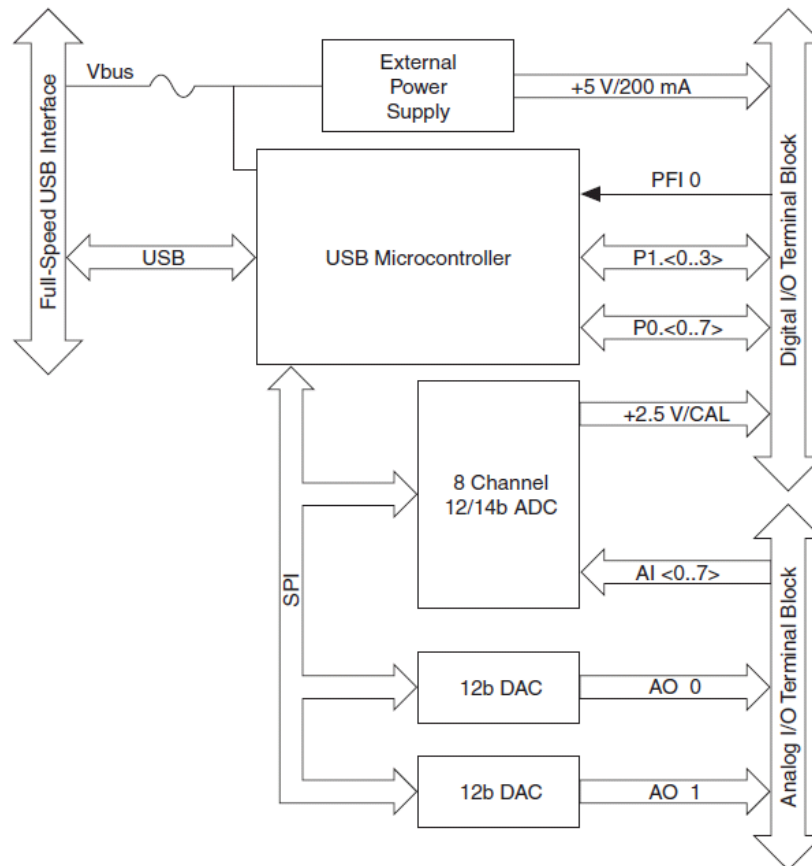 Full-Speed USB Interface
Vbus
External
Power
Supply
+5 V/200 mA
Digital I/O Terminal Block
USB
USB Microcontroller
PFI 0
P1.<0..3>
P0.<0..7>
SPI
8 Channel
12/14b ADC
+2.5 V/CAL
AI <0..7>
Analog I/O Terminal Block
12b DAC
AO 0
12b DAC
AO 1